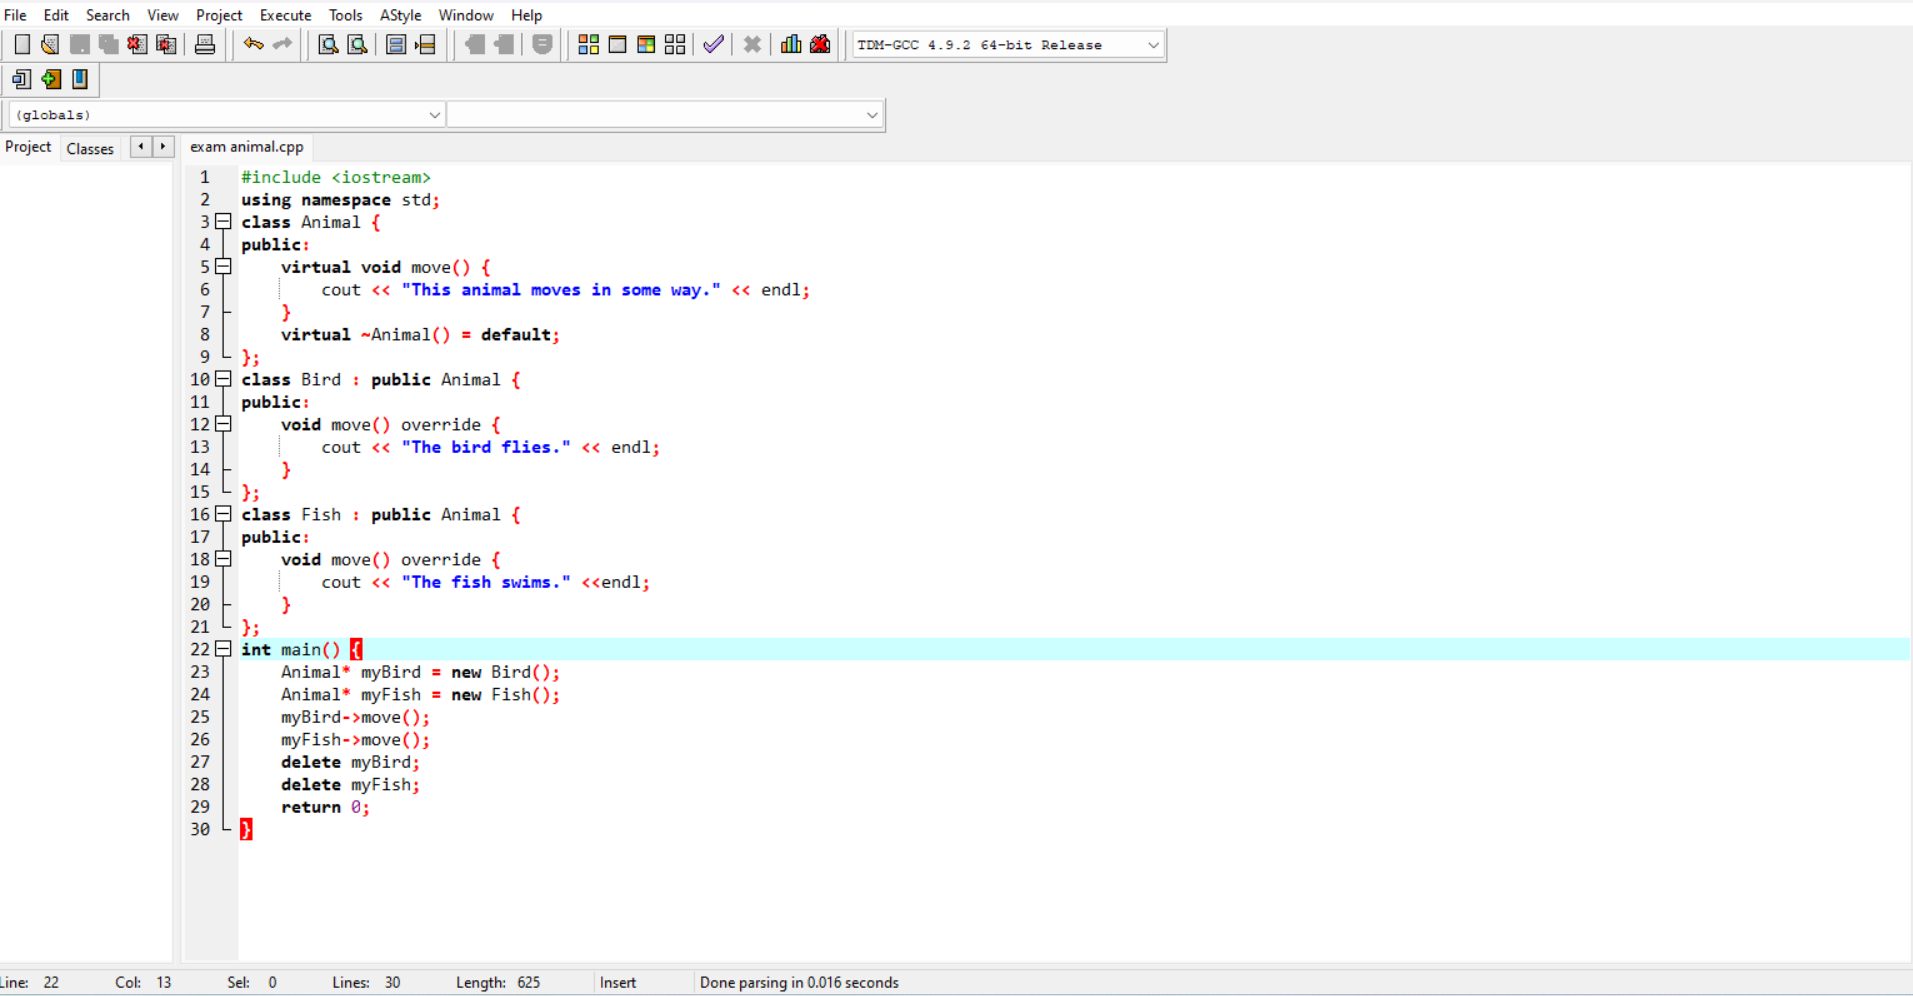 File Edit Search View Project Execute Tools AStyle Window Help
TDM-GCC 4.9.2 64-bit Release
(globals)
Project Classes exam animal.cpp
1 #include <iostream>
2 using namespace std;
3 class Animal {
4 public:
5 virtual void move() {
6 cout << "This animal moves in some way." << endl;
7 }
8 virtual ~Animal() = default;
9 };
10 class Bird : public Animal {
11 public:
12 void move() override {
13 cout << "The bird flies." << endl;
14 }
15 };
16 class Fish : public Animal {
17 public:
18 void move() override {
19 cout << "The fish swims." <<endl;
20 }
21 };
22 int main() {
23 Animal* myBird = new Bird();
24 Animal* myFish = new Fish();
25 myBird->move();
26 myFish->move();
27 delete myBird;
28 delete myFish;
29 return 0;
30 }
Line: 22 Col: 13 Sel: 0 Lines: 30 Length: 625 Insert Done parsing in 0.016 seconds